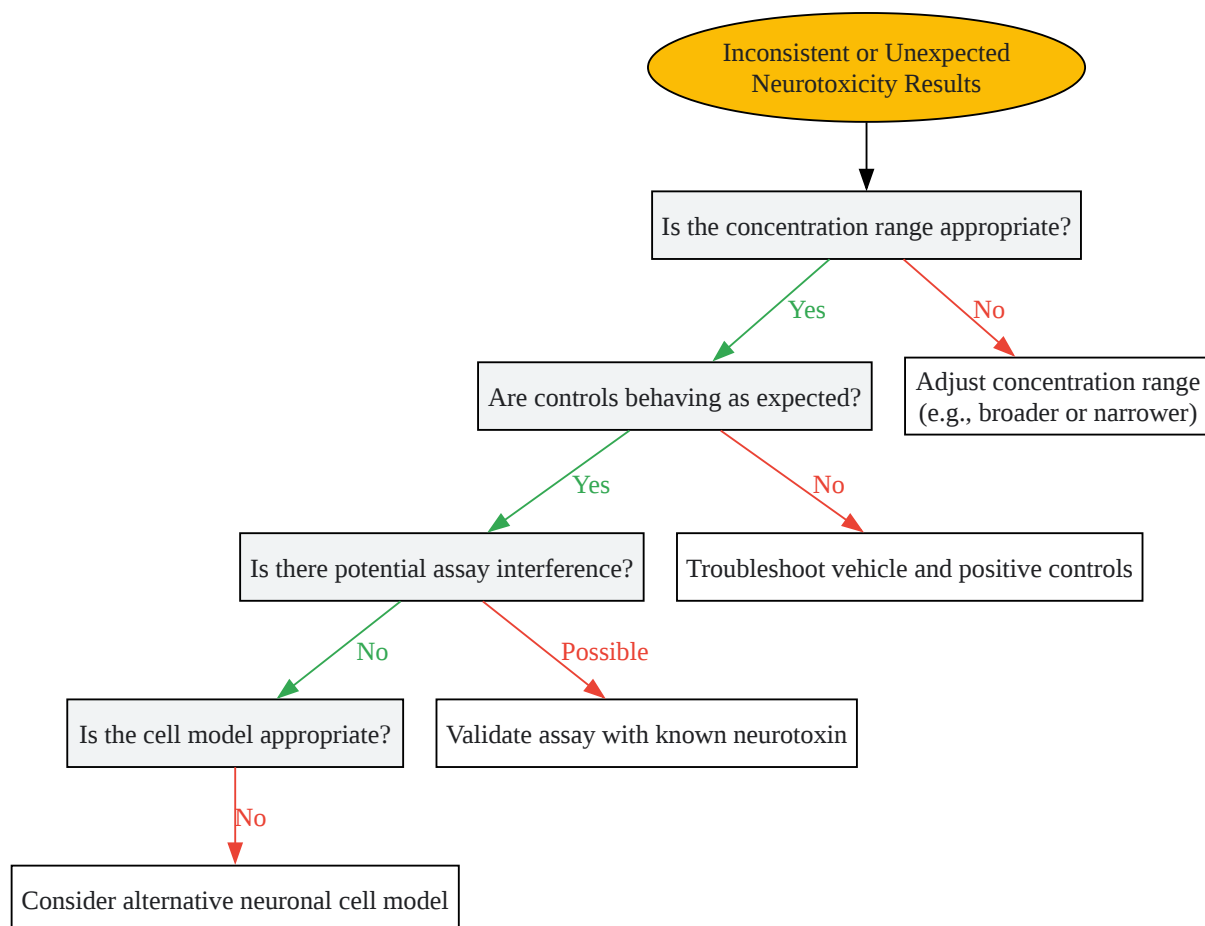 Inconsistent or Unexpected
Neurotoxicity Results
Is the concentration range appropriate?
Yes
No
Are controls behaving as expected?
Adjust concentration range
(e.g., broader or narrower)
Yes
No
Is there potential assay interference?
Troubleshoot vehicle and positive controls
No
Possible
Is the cell model appropriate?
Validate assay with known neurotoxin
No
Consider alternative neuronal cell model